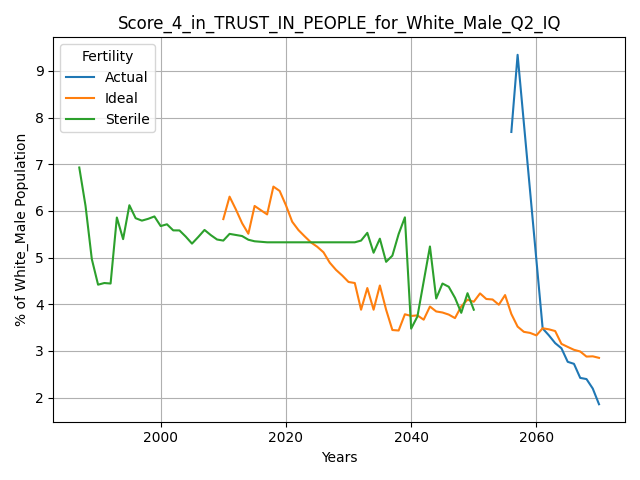 Score_4_in_TRUST_IN_PEOPLE_for_White_Male_Q2_IQ
Fertility
Actual
Ideal
Sterile
% of White_Male Population
9
8
7
6
5
4
3
2
2000
2020
2040
2060
Years